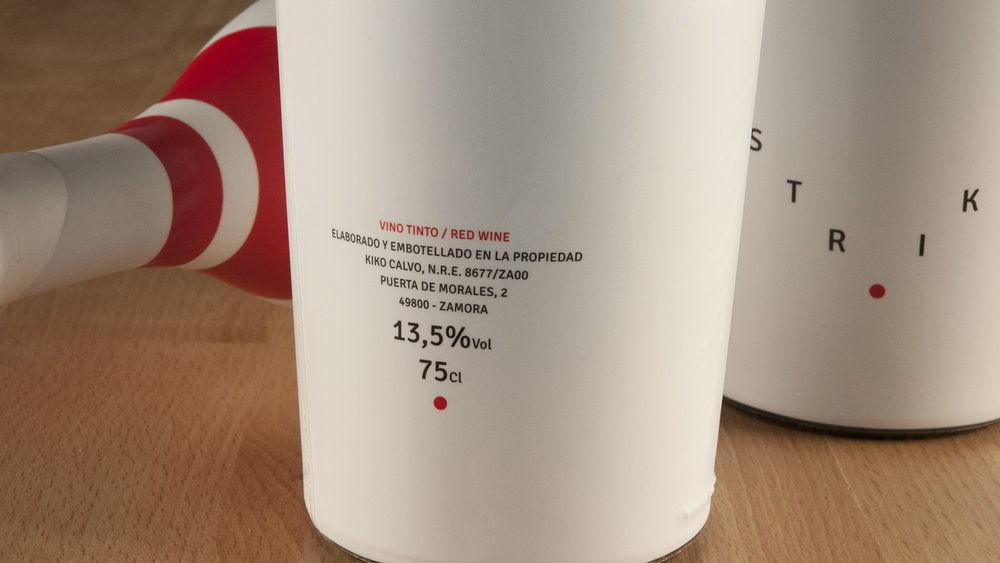 VINO TINTO / RED WINE
ELABORADO Y EMBOTELLADO EN LA PROPIEDAD
KIKO CALVO, N.R.E. 8677/ZA00
PUERTA DE MORALES, 2
49800 - ZAMORA
13,5%Vol
75Cl
S
T K
R I